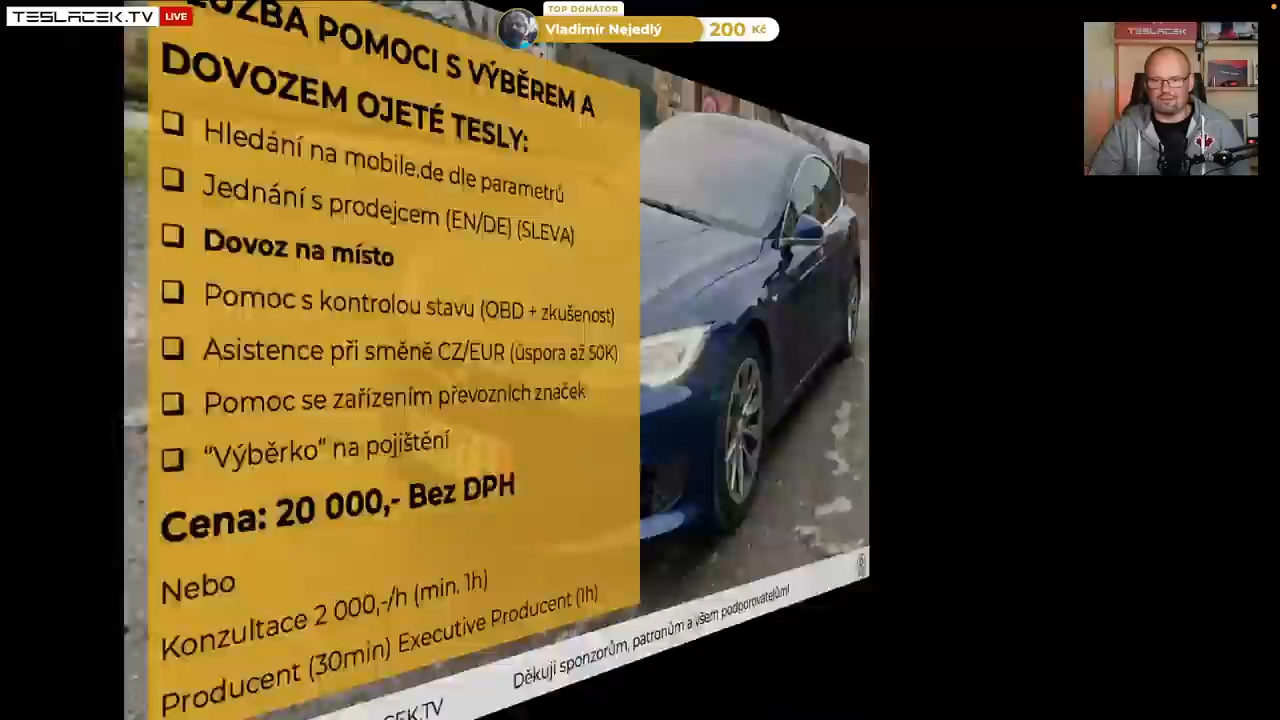 TESLACEK.TV LIVE
TOP DONÁTOR
Vladimír Nejedlý 200 Kč
TESLACEK
POMOCI S VÝBĚREM A
DOVOZEM OJETÉ TESLY:
❑ Hledání na mobile.de dle parametrů
❑ Jednání s prodejcem (EN/DE) (SLEVA)
❑ Dovoz na místo
❑ Pomoc s kontrolou stavu (OBD + zkušenost)
❑ Asistence při směně CZ/EUR (úspora až 50K)
❑ Pomoc se zařízením převozních značek
❑ “Výběrko“ na pojištění
Cena: 20 000,- Bez DPH
Nebo
Konzultace 2 000,-/h (min. 1h)
Producent (30min) Executive Producent (1h)
Děkuji sponzorům, patronům a všem podporovatelům!